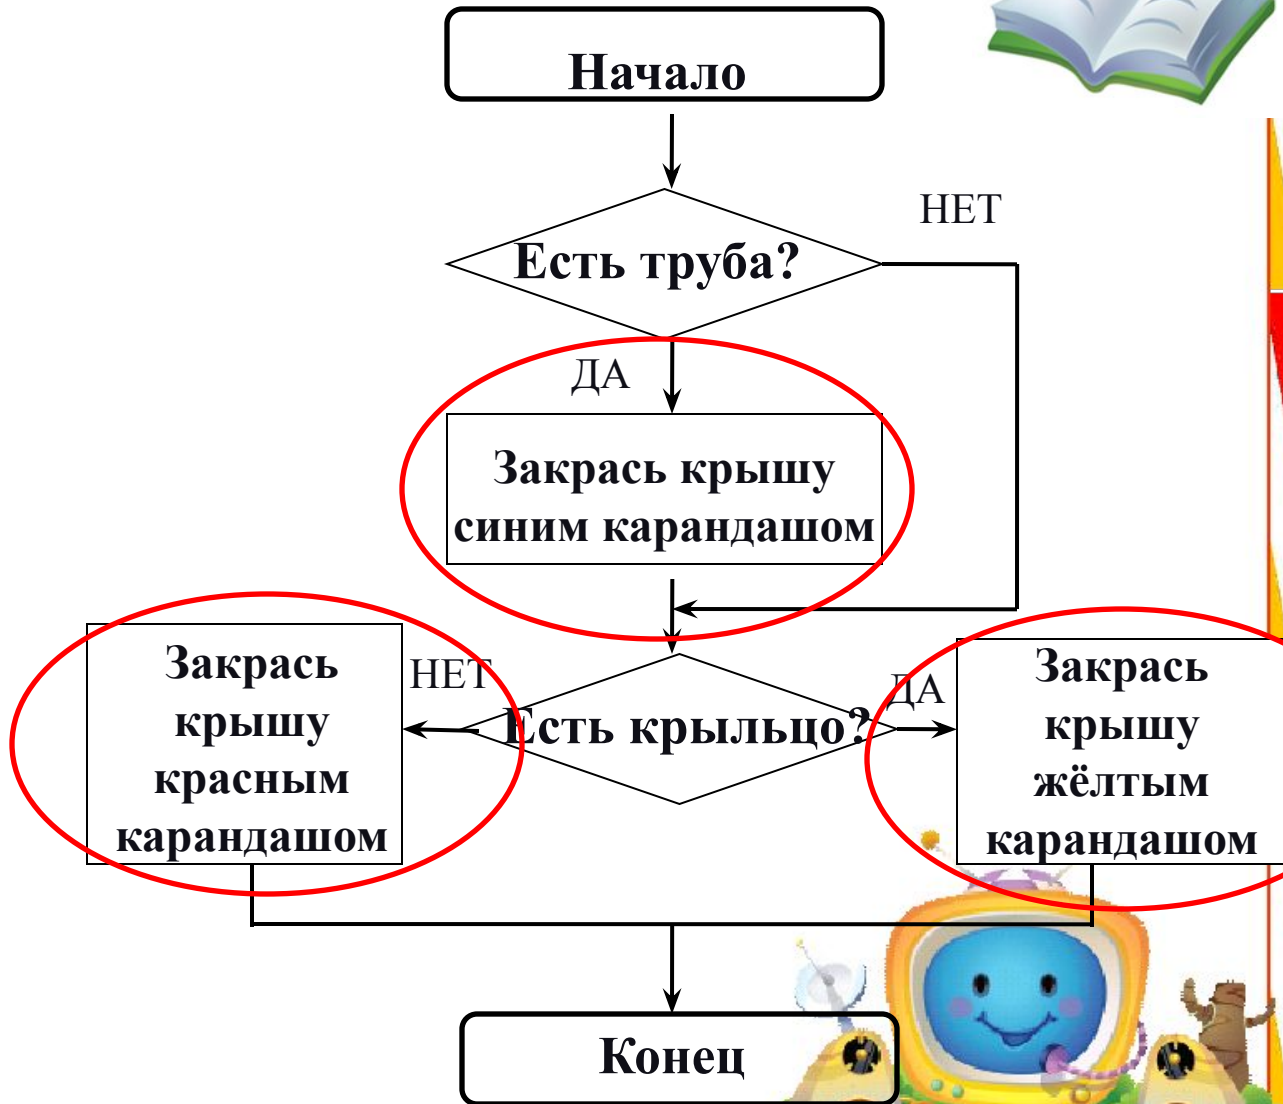 Начало
НЕТ
Есть труба?
ДА
Закрась крышу
синим карандашом
Закрась
крышу
красным
карандашом
НЕТ
Есть крыльцо?
ДА
Закрась
крышу
жёлтым
карандашом
Конец